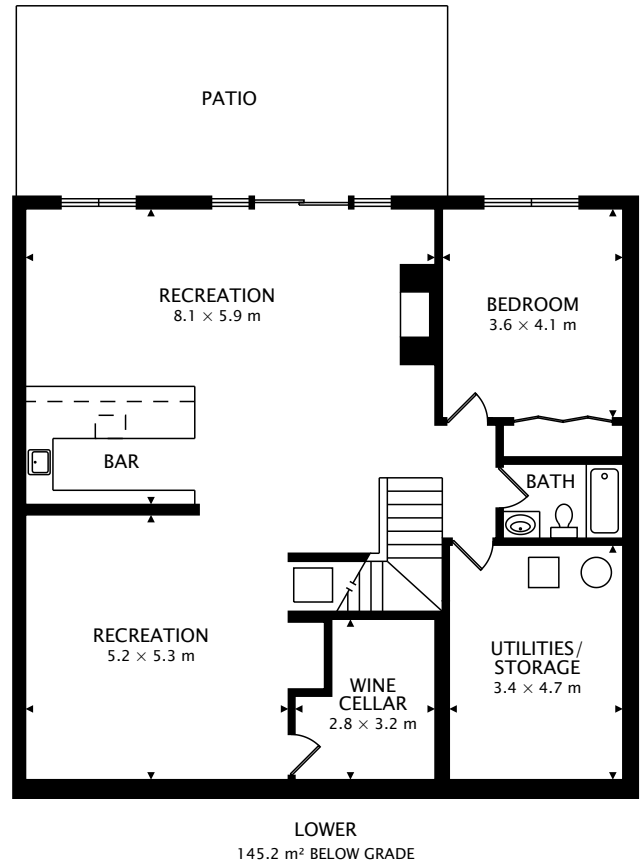 PATIO
RECREATION
8.1 × 5.9 m
BEDROOM
3.6 × 4.1 m
BAR
BATH
RECREATION
5.2 × 5.3 m
UTILITIES/
STORAGE
3.4 × 4.7 m
WINE
CELLAR
2.8 × 3.2 m
LOWER
145.2 m² BELOW GRADE